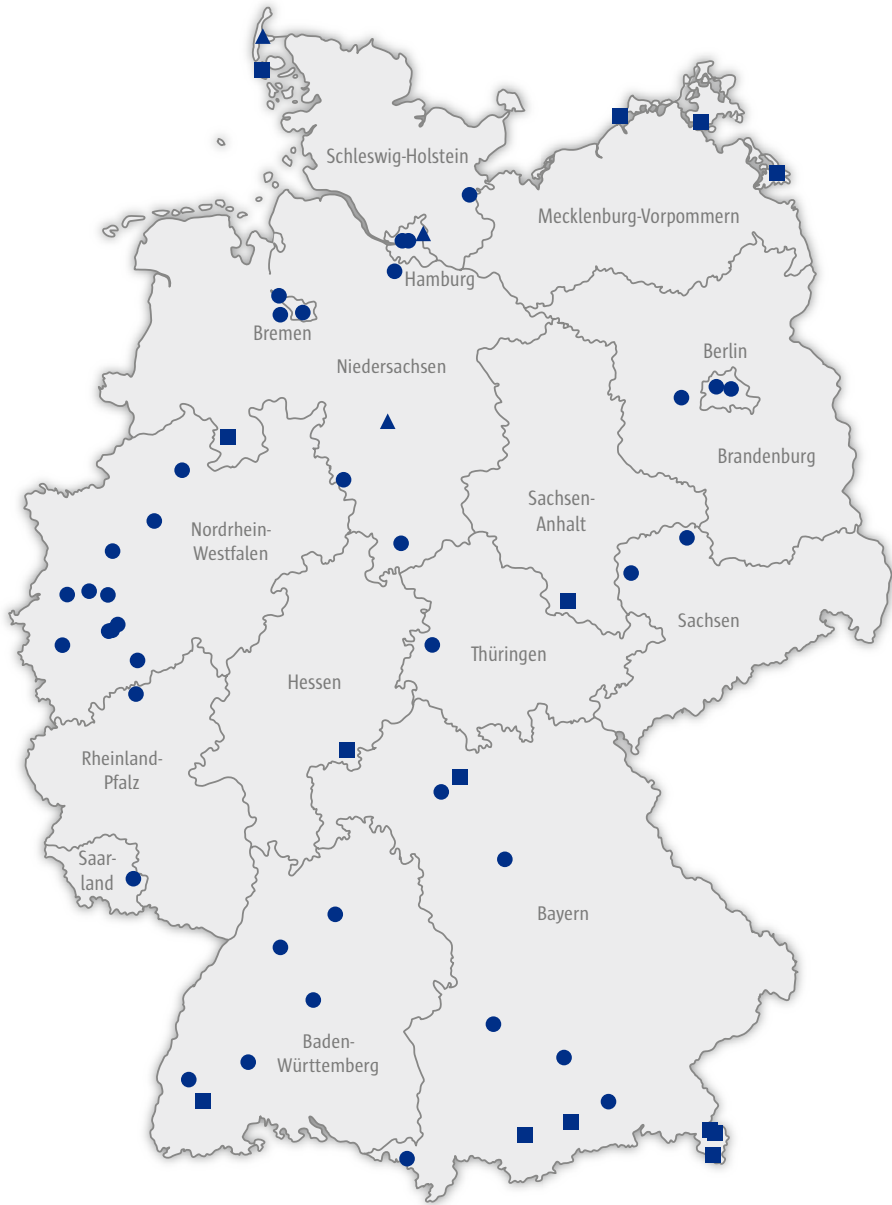 Schleswig-Holstein
Mecklenburg-Vorpommern
Hamburg
Bremen
Niedersachsen
Berlin
Brandenburg
Sachsen-
Anhalt
Nordrhein-
Westfalen
Sachsen
Thüringen
Hessen
Rheinland-
Pfalz
Saar-
land
Bayern
Baden-
Württemberg